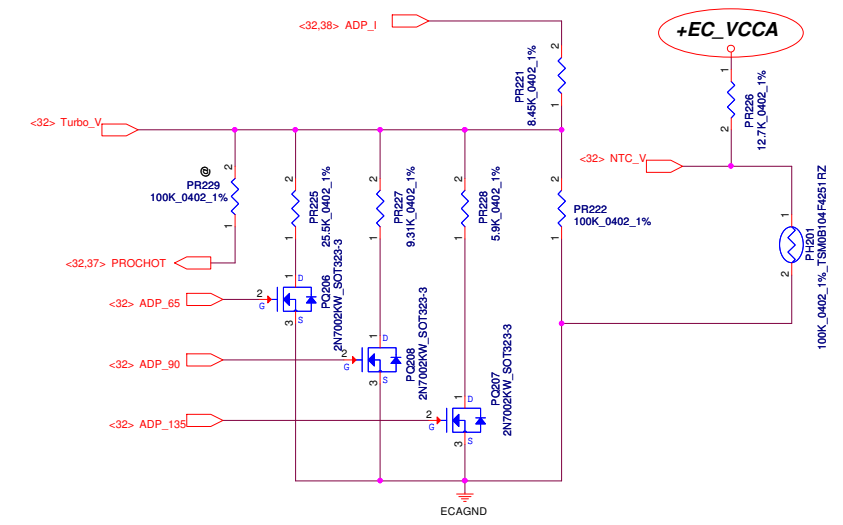 <32,38> ADP_I
+EC_VCCA
2
1
PR221
8.45K_0402_1%
1
2
PR226
12.7K_0402_1%
<32> Turbo_V
<32> NTC_V
@
PR229
100K_0402_1%
2
1
2
1
PR225
25.5K_0402_1%
2
1
PR227
9.31K_0402_1%
2
1
PR228
5.9K_0402_1%
2
1
PR222
100K_0402_1%
1
2
PH201
100K_0402_1%_TSM0B104F4251RZ
<32,37> PROCHOT
<32> ADP_65
2
G
1
D
3
S
PQ206
2N7002KW_SOT323-3
<32> ADP_90
2
G
1
D
3
S
PQ208
2N7002KW_SOT323-3
<32> ADP_135
2
G
1
D
3
S
PQ207
2N7002KW_SOT323-3
ECAGND